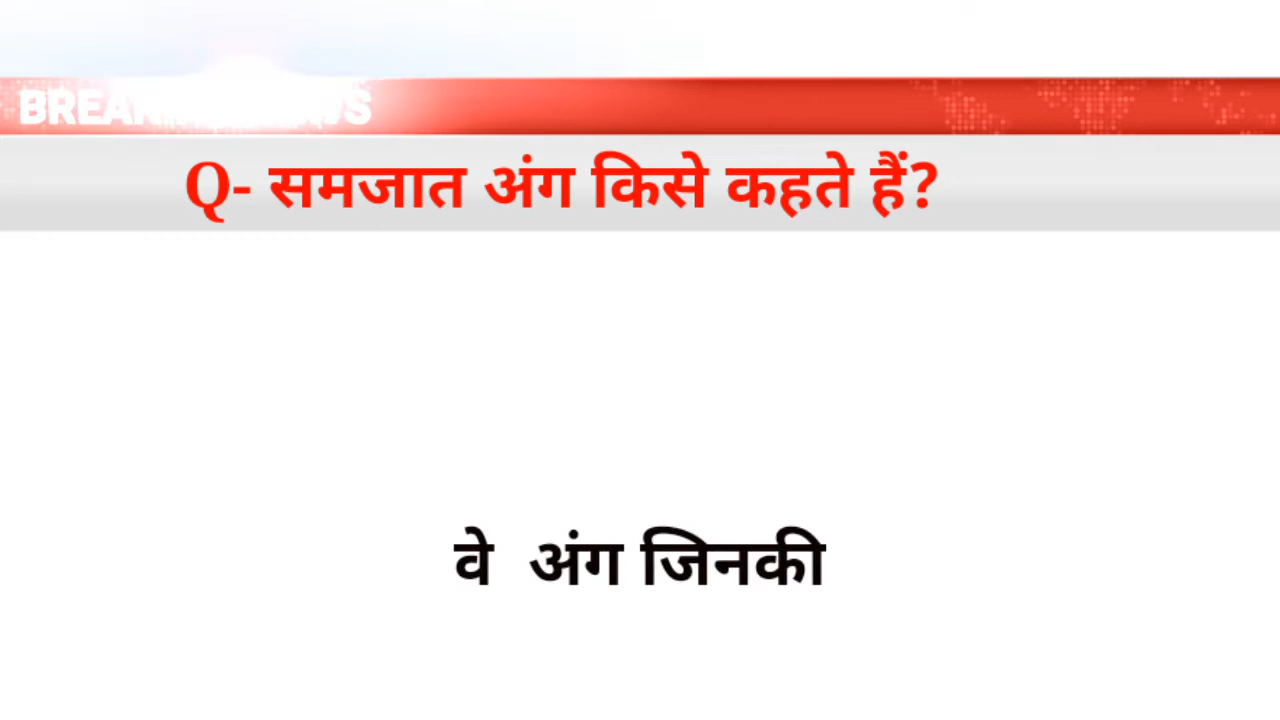 Q- समजात अंग किसे कहते हैं?
वे अंग जिनकी